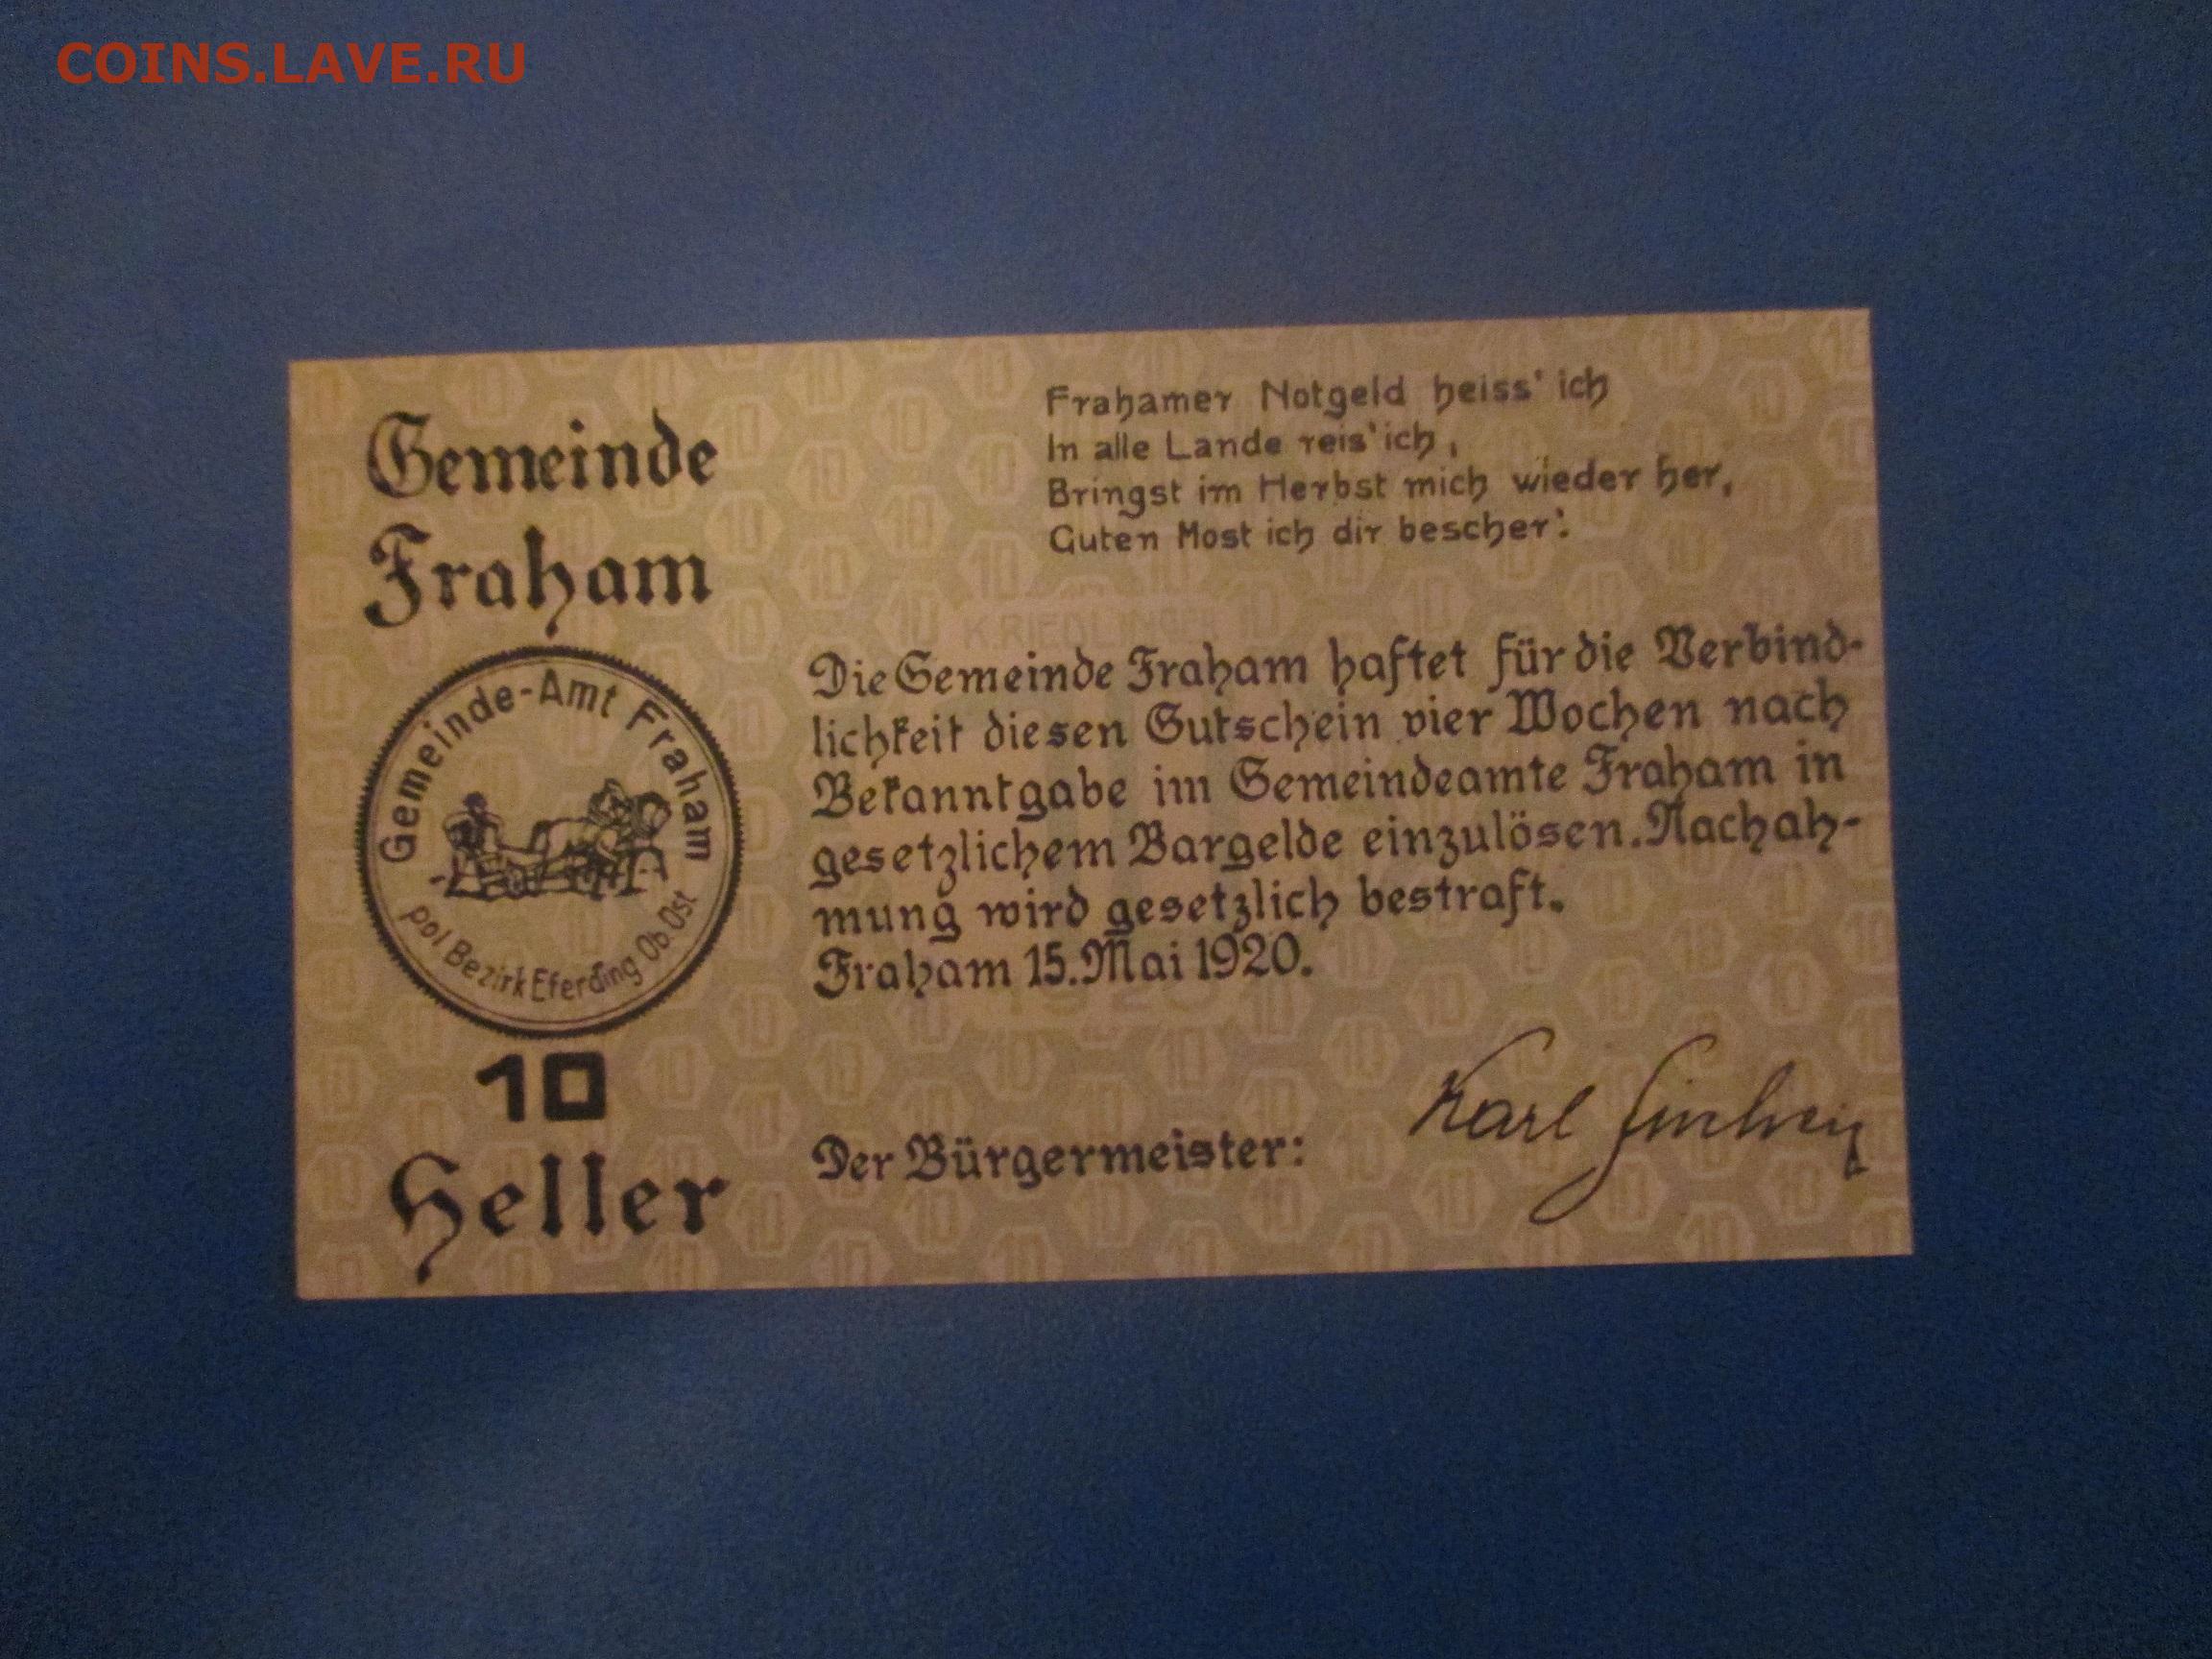 COINS.LAVE.RU
Gemeinde
Fraham
Gemeinde-Amt Fraham
pol Bezirk Eferding Ob. Ost
10
Heller
Frahamer Notgeld heiss' ich
In alle Lande reis' ich,
Bringst im Herbst mich wieder her,
Guten Most ich dir bescher'.
Die Gemeinde Fraham haftet für die Verbind-
lichkeit diesen Gutschein vier Wochen nach
Bekanntgabe im Gemeindeamte Fraham in
gesetzlichem Bargelde einzulösen. Nachah-
mung wird gesetzlich bestraft.
Fraham 15. Mai 1920.
Der Bürgermeister:
Karl